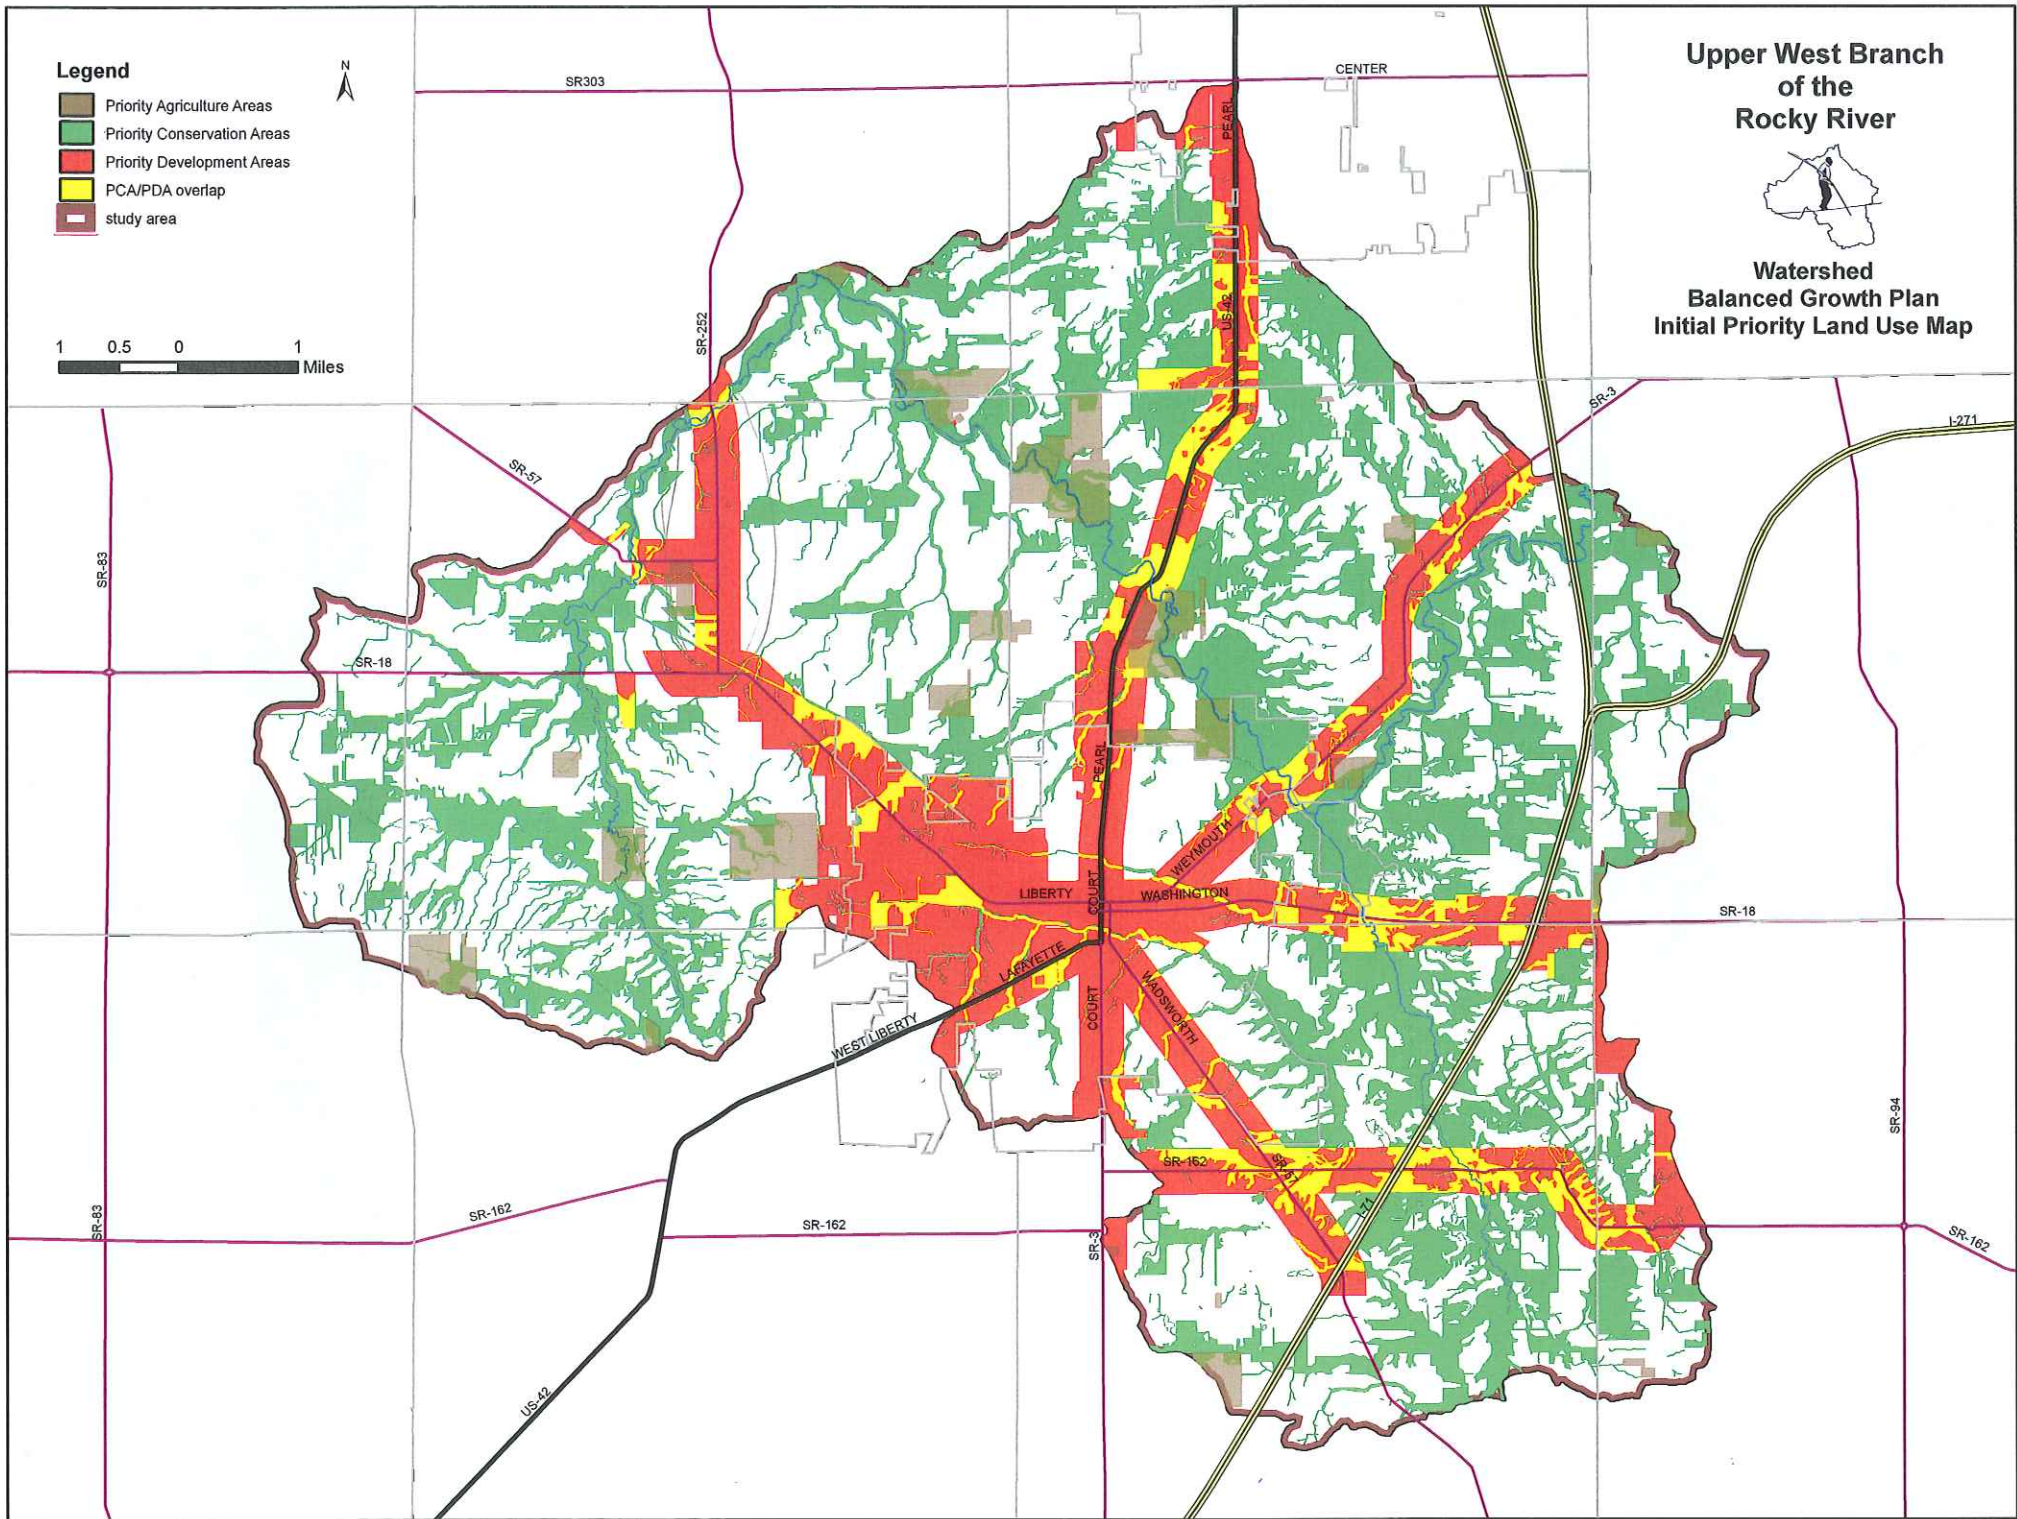 Legend
N
Priority Agriculture Areas
Priority Conservation Areas
Priority Development Areas
PCA/PDA overlap
study area
1 0.5 0 1
Miles
Upper West Branch
of the
Rocky River
Watershed
Balanced Growth Plan
Initial Priority Land Use Map
SR303
CENTER
PEARL
US-42
SR-252
SR-3
I-271
SR-57
SR-83
SR-18
PEARL
WEYMOUTH
LIBERTY
COURT
WASHINGTON
SR-18
LAFAYETTE
WEST LIBERTY
COURT
WADSWORTH
SR-94
SR-162
SR-57
I-71
SR-83
SR-162
SR-162
SR-3
SR-162
US-42